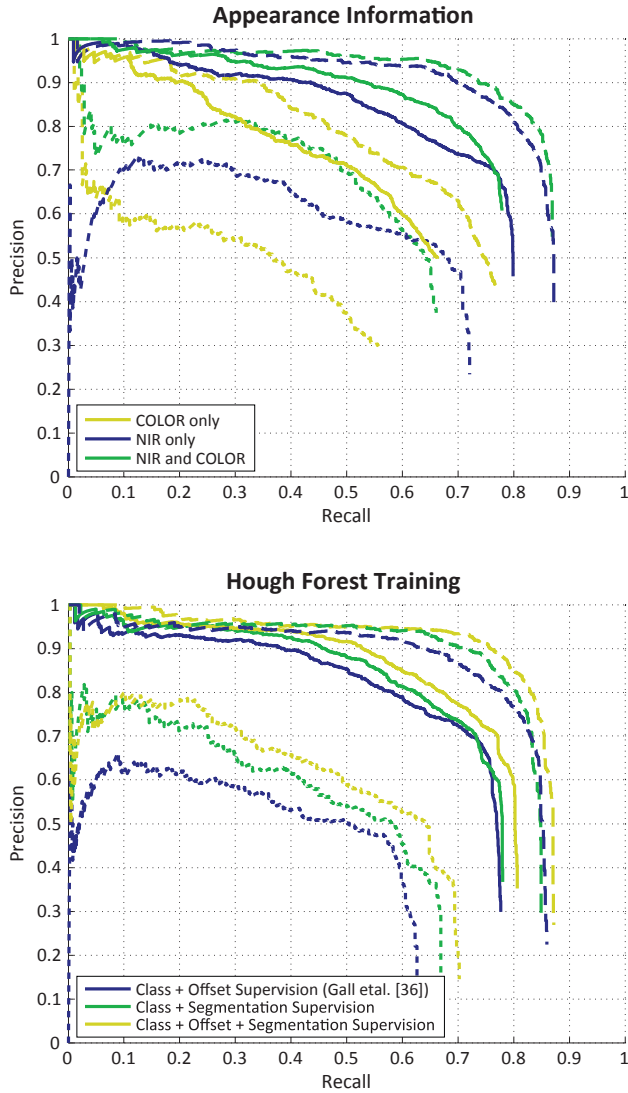 Appearance Information
1
0.9
0.8
0.7
0.6
0.5
0.4
0.3
0.2
0.1
0
Precision
COLOR only
NIR only
NIR and COLOR
0 0.1 0.2 0.3 0.4 0.5 0.6 0.7 0.8 0.9 1
Recall
Hough Forest Training
1
0.9
0.8
0.7
0.6
0.5
0.4
0.3
0.2
0.1
0
Precision
Class + Offset Supervision (Gall etal. [36])
Class + Segmentation Supervision
Class + Offset + Segmentation Supervision
0 0.1 0.2 0.3 0.4 0.5 0.6 0.7 0.8 0.9 1
Recall